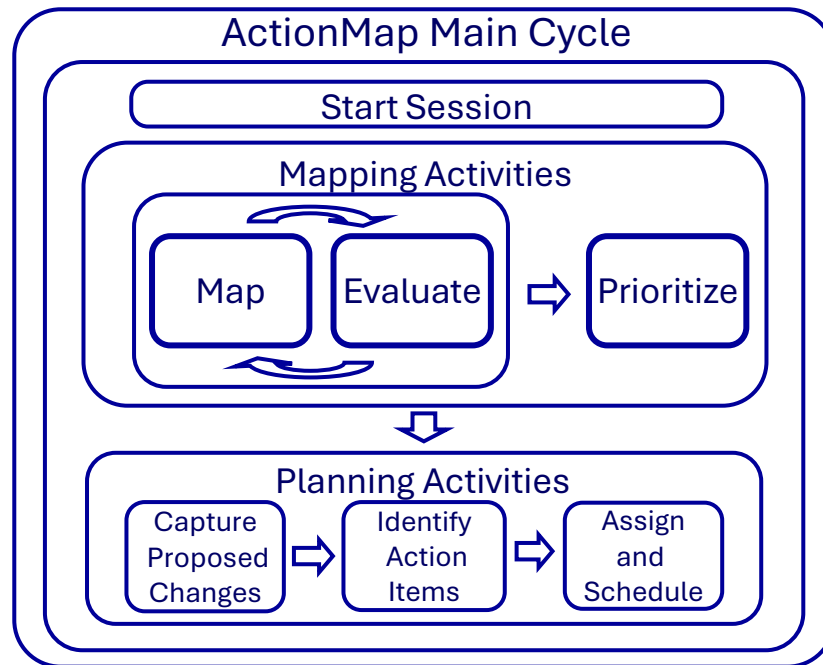 ActionMap Main Cycle
Start Session
Mapping Activities
Map
Evaluate
Prioritize
Planning Activities
Capture
Proposed
Changes
Identify
Action
Items
Assign
and
Schedule